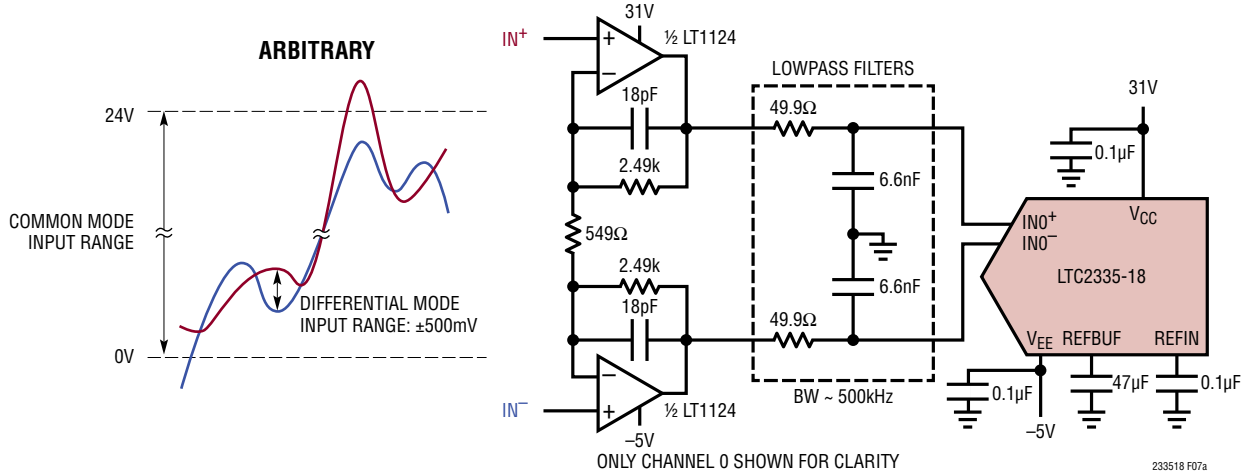 ARBITRARY
24V
COMMON MODE
INPUT RANGE
DIFFERENTIAL MODE
INPUT RANGE: ±500mV
0V
IN+
31V
½ LT1124
18pF
2.49k
549Ω
2.49k
18pF
IN−
½ LT1124
–5V
LOWPASS FILTERS
49.9Ω
6.6nF
6.6nF
49.9Ω
BW ~ 500kHz
31V
0.1µF
VCC
IN0+
IN0−
LTC2335-18
VEE
REFBUF
REFIN
0.1µF
47µF
0.1µF
–5V
ONLY CHANNEL 0 SHOWN FOR CLARITY
233518 F07a